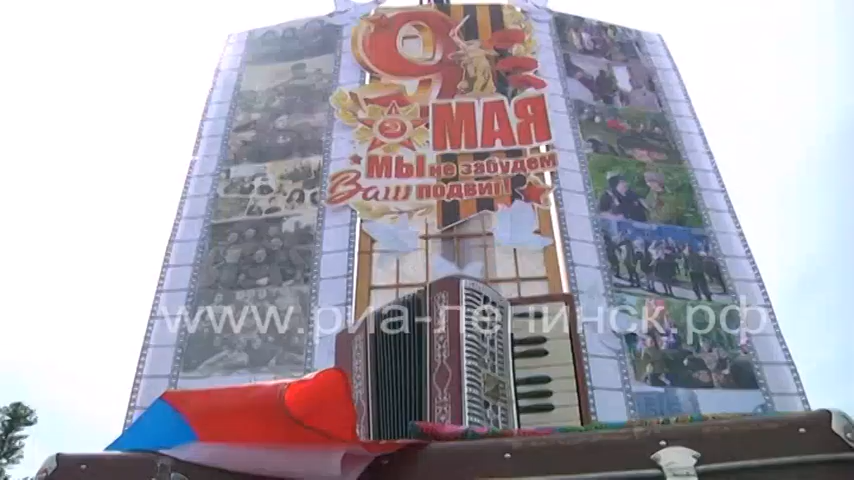 9
МАЯ
МЫ не забудем
Ваш подвиг!
www.риа-ленинск.рф